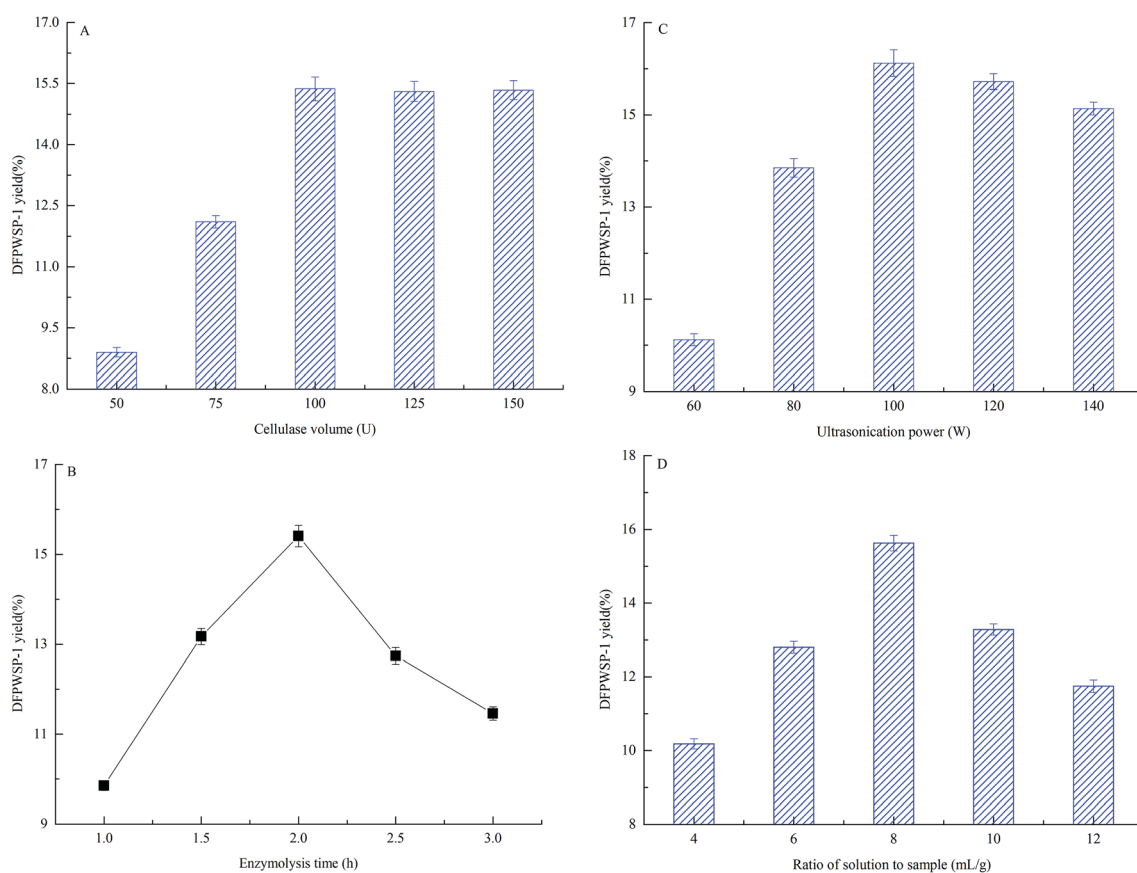 A
17.0
15.5
14.0
12.5
11.0
9.5
8.0
DFPWSP-1 yield(%)
50 75 100 125 150
Cellulase volume (U)
C
17
15
13
11
9
DFPWSP-1 yield(%)
60 80 100 120 140
Ultrasonication power (W)
B
17
15
13
11
9
DFPWSP-1 yield(%)
1.0 1.5 2.0 2.5 3.0
Enzymolysis time (h)
D
18
16
14
12
10
8
DFPWSP-1 yield(%)
4 6 8 10 12
Ratio of solution to sample (mL/g)